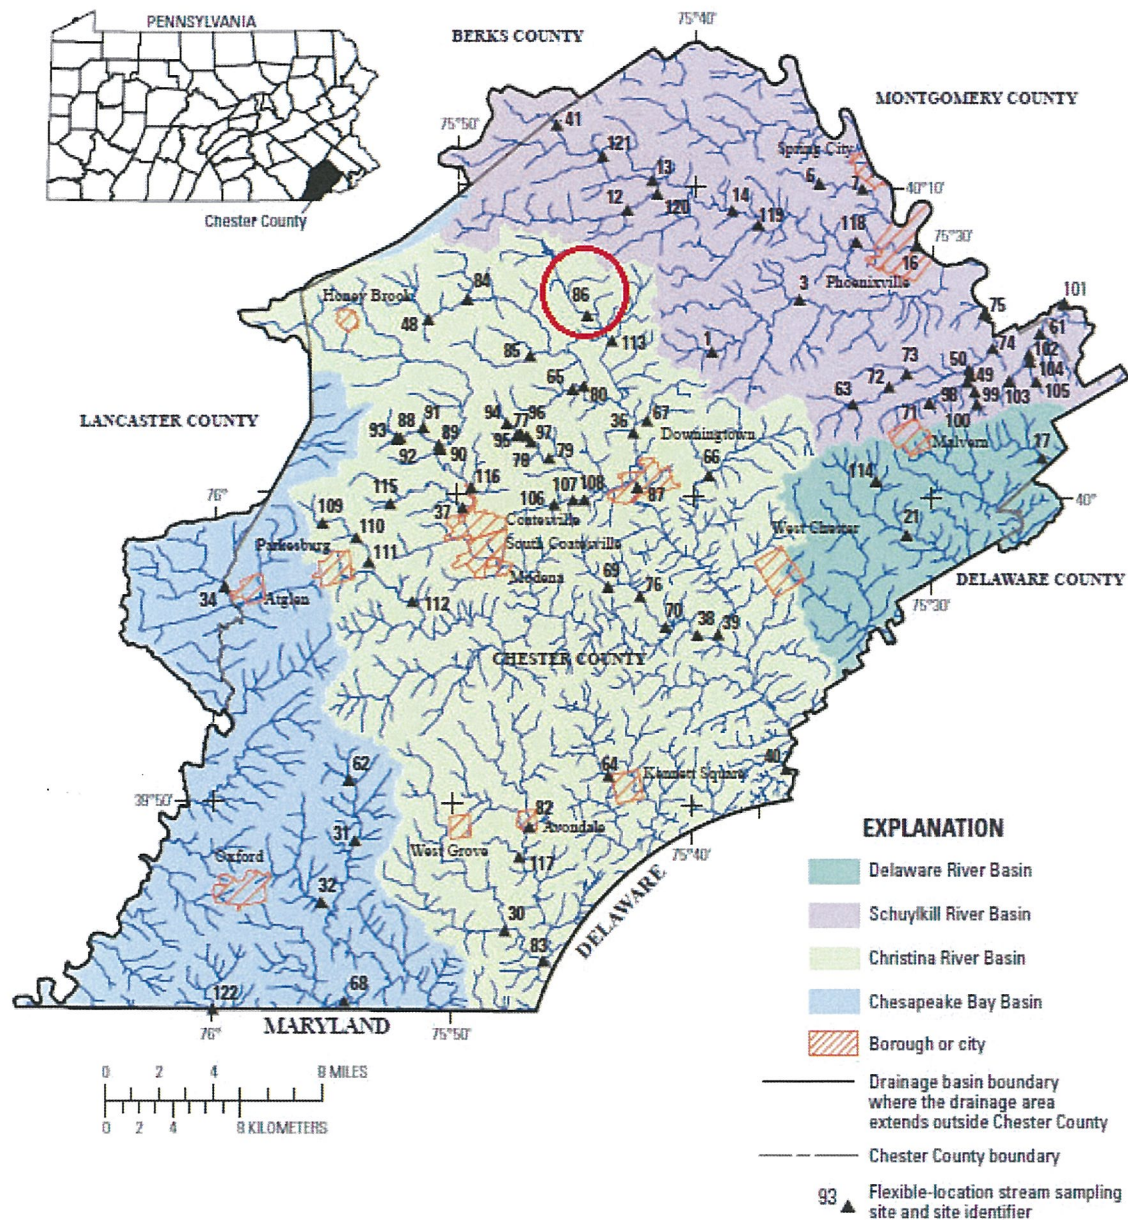 PENNSYLVANIA
Chester County
BERKS COUNTY
75°40'
MONTGOMERY COUNTY
75°50'
41
121
Spring City
13
6
7
40°10'
12
120
14
119
118
75°30'
16
Phoenixville
84
86
3
101
Honey Brook
48
75
61
113
1
74
102
85
73
50
104
65
80
63
72
49
105
98
99
103
LANCASTER COUNTY
91
94
77
96
36
67
71
100
93
88
89
95
97
Downingtown
Malvern
17
92
90
78
79
66
76°
115
116
114
107
108
87
40°
109
37
106
110
Coatesville
West Chester
21
Parkesburg
111
South Coatesville
Modena
69
76
DELAWARE COUNTY
34
Atglen
112
70
38
39
75°30'
CHESTER COUNTY
62
64
Kennett Square
40
39°50'
82
31
Avondale
West Grove
75°40'
Oxford
117
32
30
DELAWARE
83
122
68
76°
MARYLAND
75°50'
0 2 4 8 MILES
0 2 4 8 KILOMETERS
EXPLANATION
Delaware River Basin
Schuylkill River Basin
Christina River Basin
Chesapeake Bay Basin
Borough or city
Drainage basin boundary
where the drainage area
extends outside Chester County
Chester County boundary
93 Flexible-location stream sampling
site and site identifier